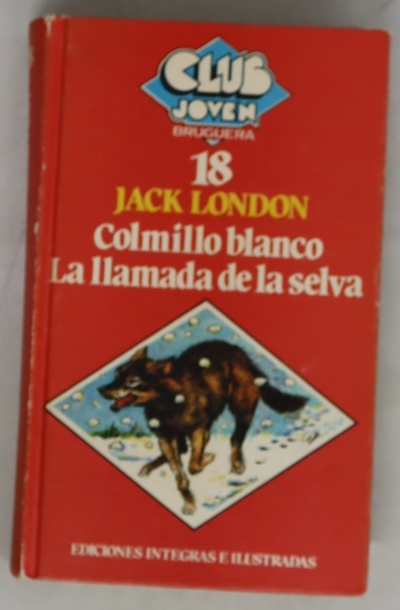 CLUB
JOVEN
BRUGUERA
18
JACK LONDON
Colmillo blanco
La llamada de la selva
EDICIONES INTEGRAS E ILUSTRADAS